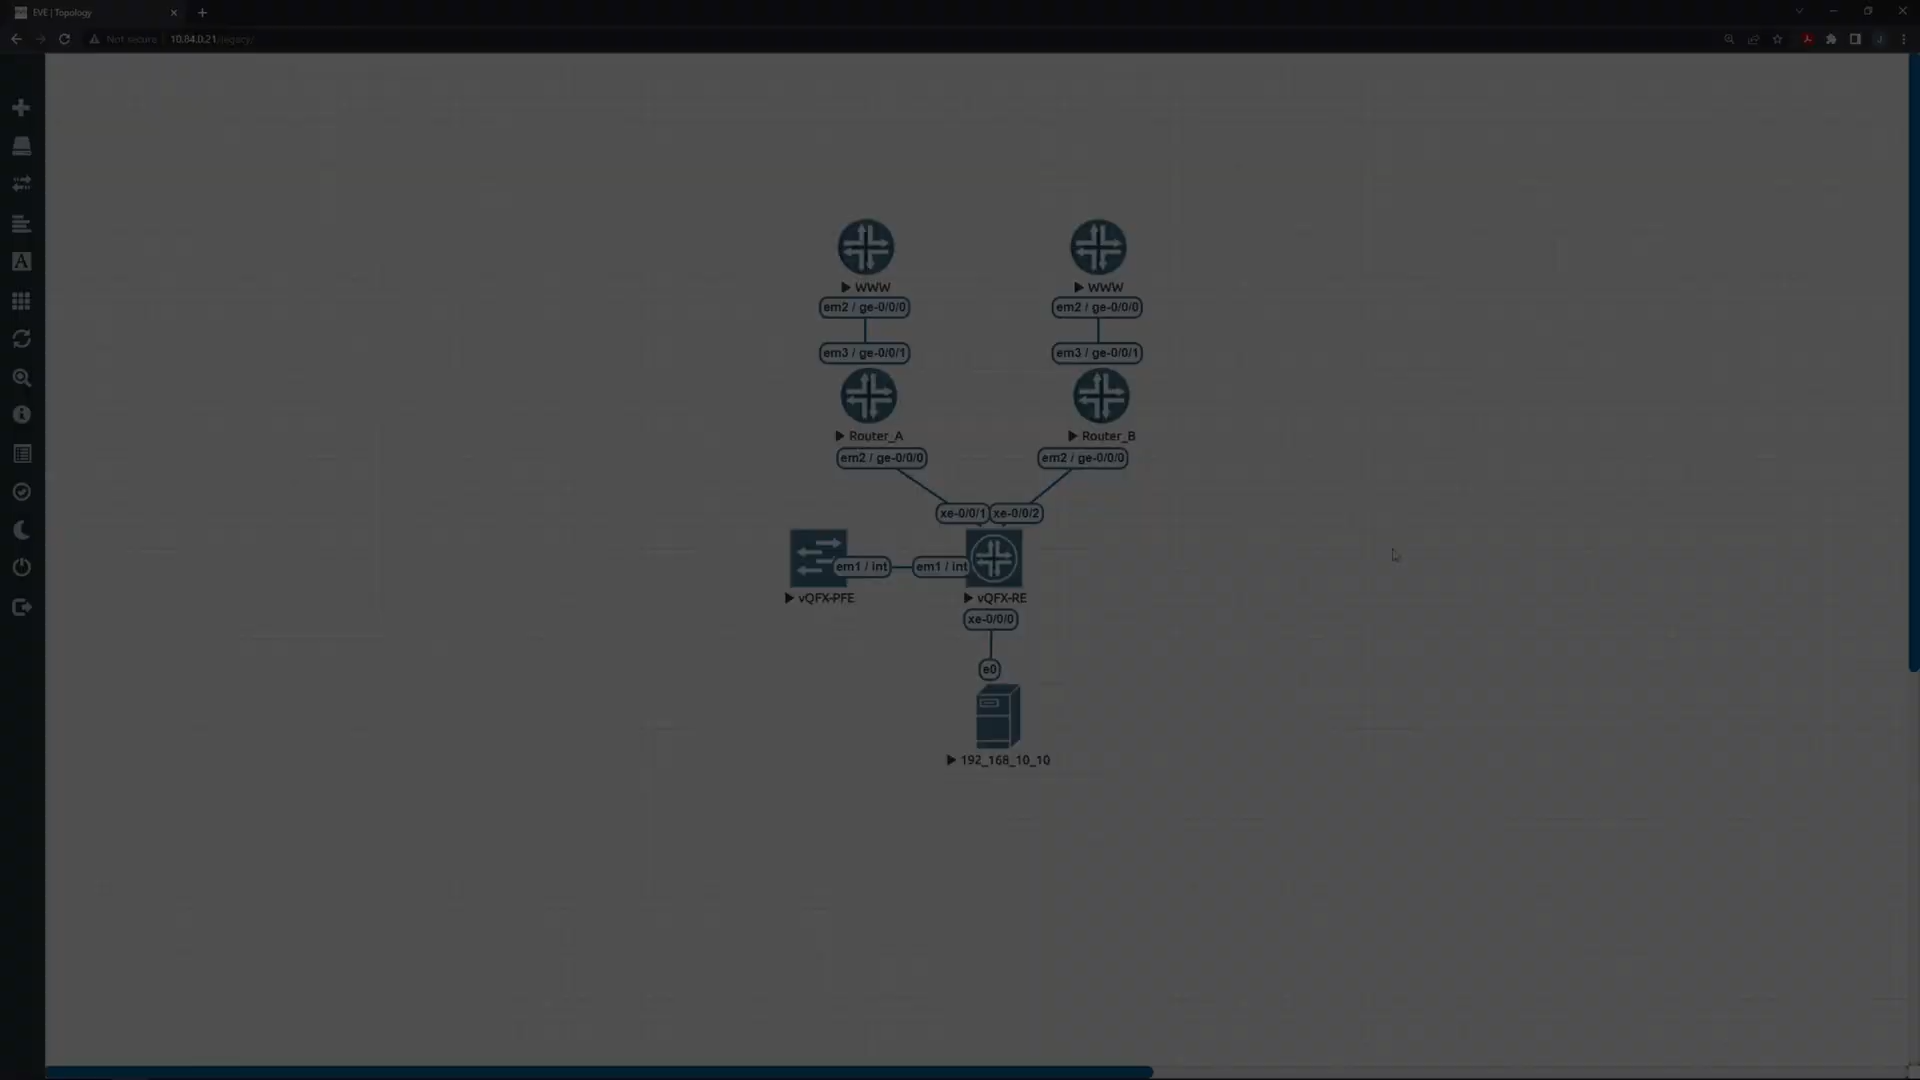 EVE | Topology
Not secure 10.84.0.21/legacy/
J
A
WWW WWW
em2 / ge-0/0/0 em2 / ge-0/0/0
em3 / ge-0/0/1 em3 / ge-0/0/1
Router_A Router_B
em2 / ge-0/0/0 em2 / ge-0/0/0
xe-0/0/1 xe-0/0/2
em1 / int em1 / int
vQFX-PFE vQFX-RE
xe-0/0/0
e0
192_168_10_10